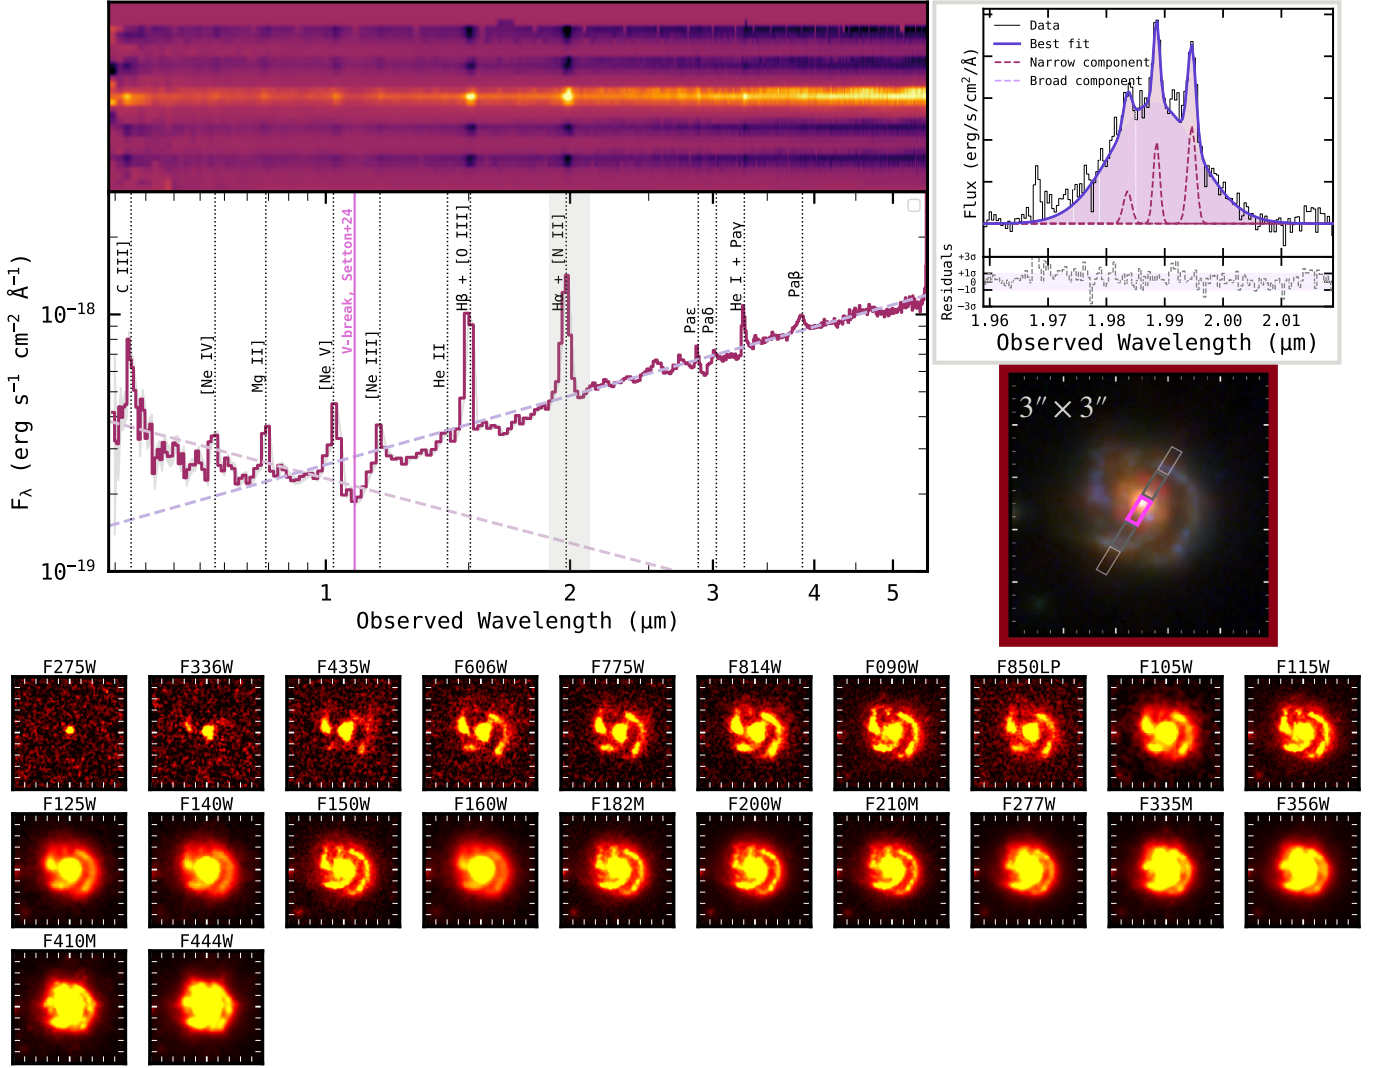 C III]
[Ne IV]
Mg II]
[Ne V]
V-break, Setton+24
[Ne III]
He II
Hβ + [O III]
Hα + [N II]
Paε
Paδ
He I + Paγ
Paβ
10⁻¹⁸
10⁻¹⁹
F_λ (erg s⁻¹ cm⁻² Å⁻¹)
1 2 3 4 5
Observed Wavelength (μm)
Data
Best fit
Narrow component
Broad component
Flux (erg/s/cm²/Å)
Residuals
+3σ
+1σ
0
−1σ
−3σ
1.96 1.97 1.98 1.99 2.00 2.01
Observed Wavelength (μm)
3″ × 3″
F275W F336W F435W F606W F775W F814W F090W F850LP F105W F115W
F125W F140W F150W F160W F182M F200W F210M F277W F335M F356W
F410M F444W